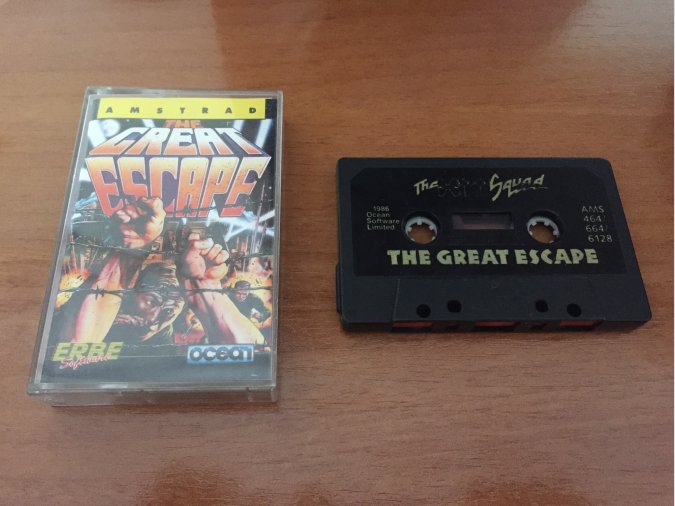 AMSTRAD
THE
GREAT
ESCAPE
ERBE
Software
ocean
The Squad
1986
Ocean
Software
Limited
AMS
464/
664/
6128
THE GREAT ESCAPE